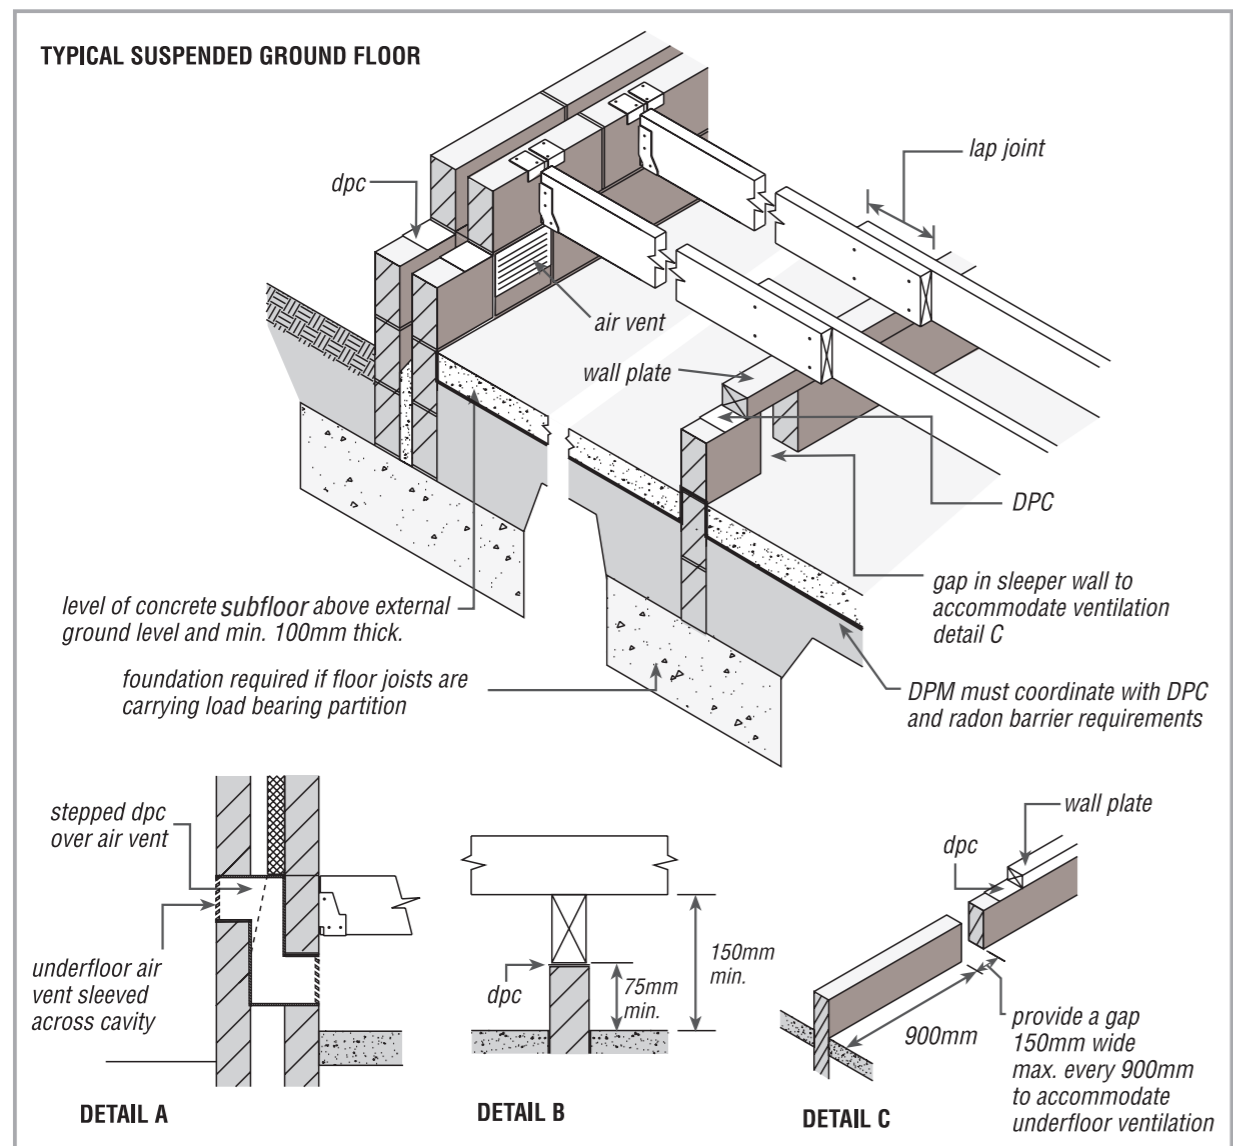 TYPICAL SUSPENDED GROUND FLOOR
lap joint
dpc
air vent
wall plate
DPC
gap in sleeper wall to
accommodate ventilation
detail C
level of concrete subfloor above external
ground level and min. 100mm thick.
foundation required if floor joists are
carrying load bearing partition
DPM must coordinate with DPC
and radon barrier requirements
stepped dpc
over air vent
underfloor air
vent sleeved
across cavity
DETAIL A
dpc
75mm
min.
150mm
min.
DETAIL B
wall plate
dpc
900mm
provide a gap
150mm wide
max. every 900mm
to accommodate
underfloor ventilation
DETAIL C